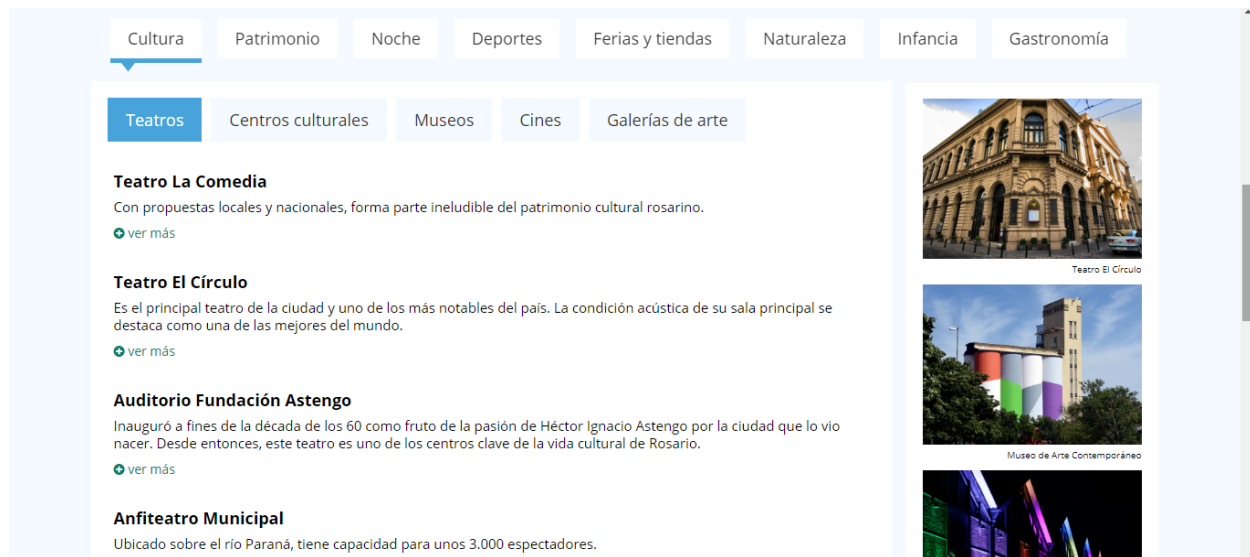 Cultura Patrimonio Noche Deportes Ferias y tiendas Naturaleza Infancia Gastronomía
Teatros Centros culturales Museos Cines Galerías de arte
Teatro La Comedia
Con propuestas locales y nacionales, forma parte ineludible del patrimonio cultural rosarino.
ver más
Teatro El Círculo
Es el principal teatro de la ciudad y uno de los más notables del país. La condición acústica de su sala principal se
destaca como una de las mejores del mundo.
ver más
Auditorio Fundación Astengo
Inauguró a fines de la década de los 60 como fruto de la pasión de Héctor Ignacio Astengo por la ciudad que lo vio
nacer. Desde entonces, este teatro es uno de los centros clave de la vida cultural de Rosario.
ver más
Anfiteatro Municipal
Ubicado sobre el río Paraná, tiene capacidad para unos 3.000 espectadores.
Teatro El Círculo
Museo de Arte Contemporáneo